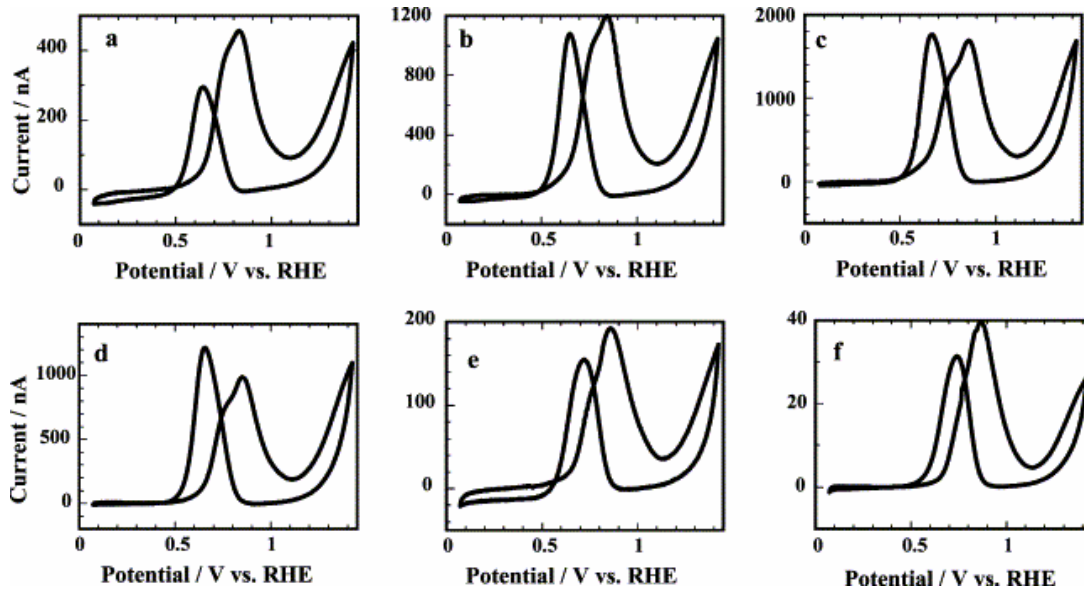 a
400
200
0
0
0.5
1
Current / nA
Potential / V vs. RHE
b
1200
800
400
0
0
0.5
1
Potential / V vs. RHE
c
2000
1000
0
0
0.5
1
Potential / V vs. RHE
d
1000
500
0
0
0.5
1
Current / nA
Potential / V vs. RHE
e
200
100
0
0
0.5
1
Potential / V vs. RHE
f
40
20
0
0
0.5
1
Potential / V vs. RHE